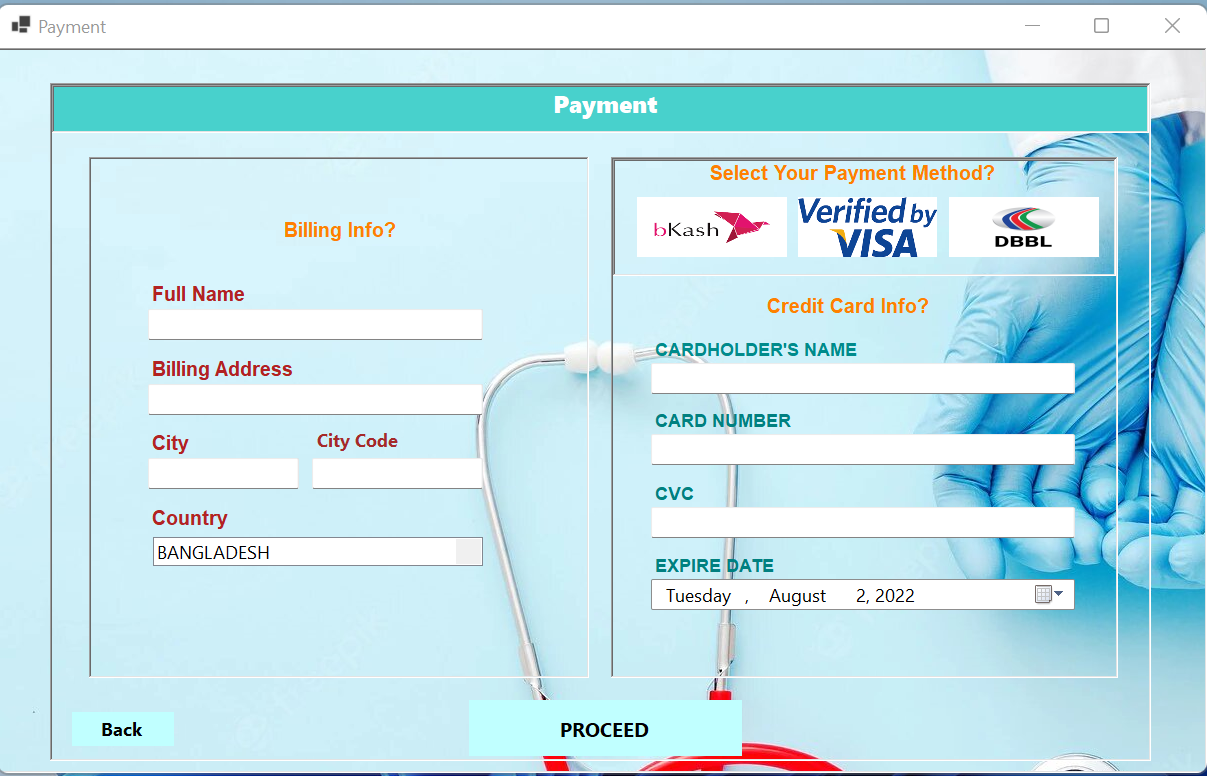 Payment
Payment
Billing Info?
Full Name
Billing Address
City
City Code
Country
BANGLADESH
Select Your Payment Method?
bKash
Verified by
VISA
DBBL
Credit Card Info?
CARDHOLDER'S NAME
CARD NUMBER
CVC
EXPIRE DATE
Tuesday , August 2, 2022
Back
PROCEED